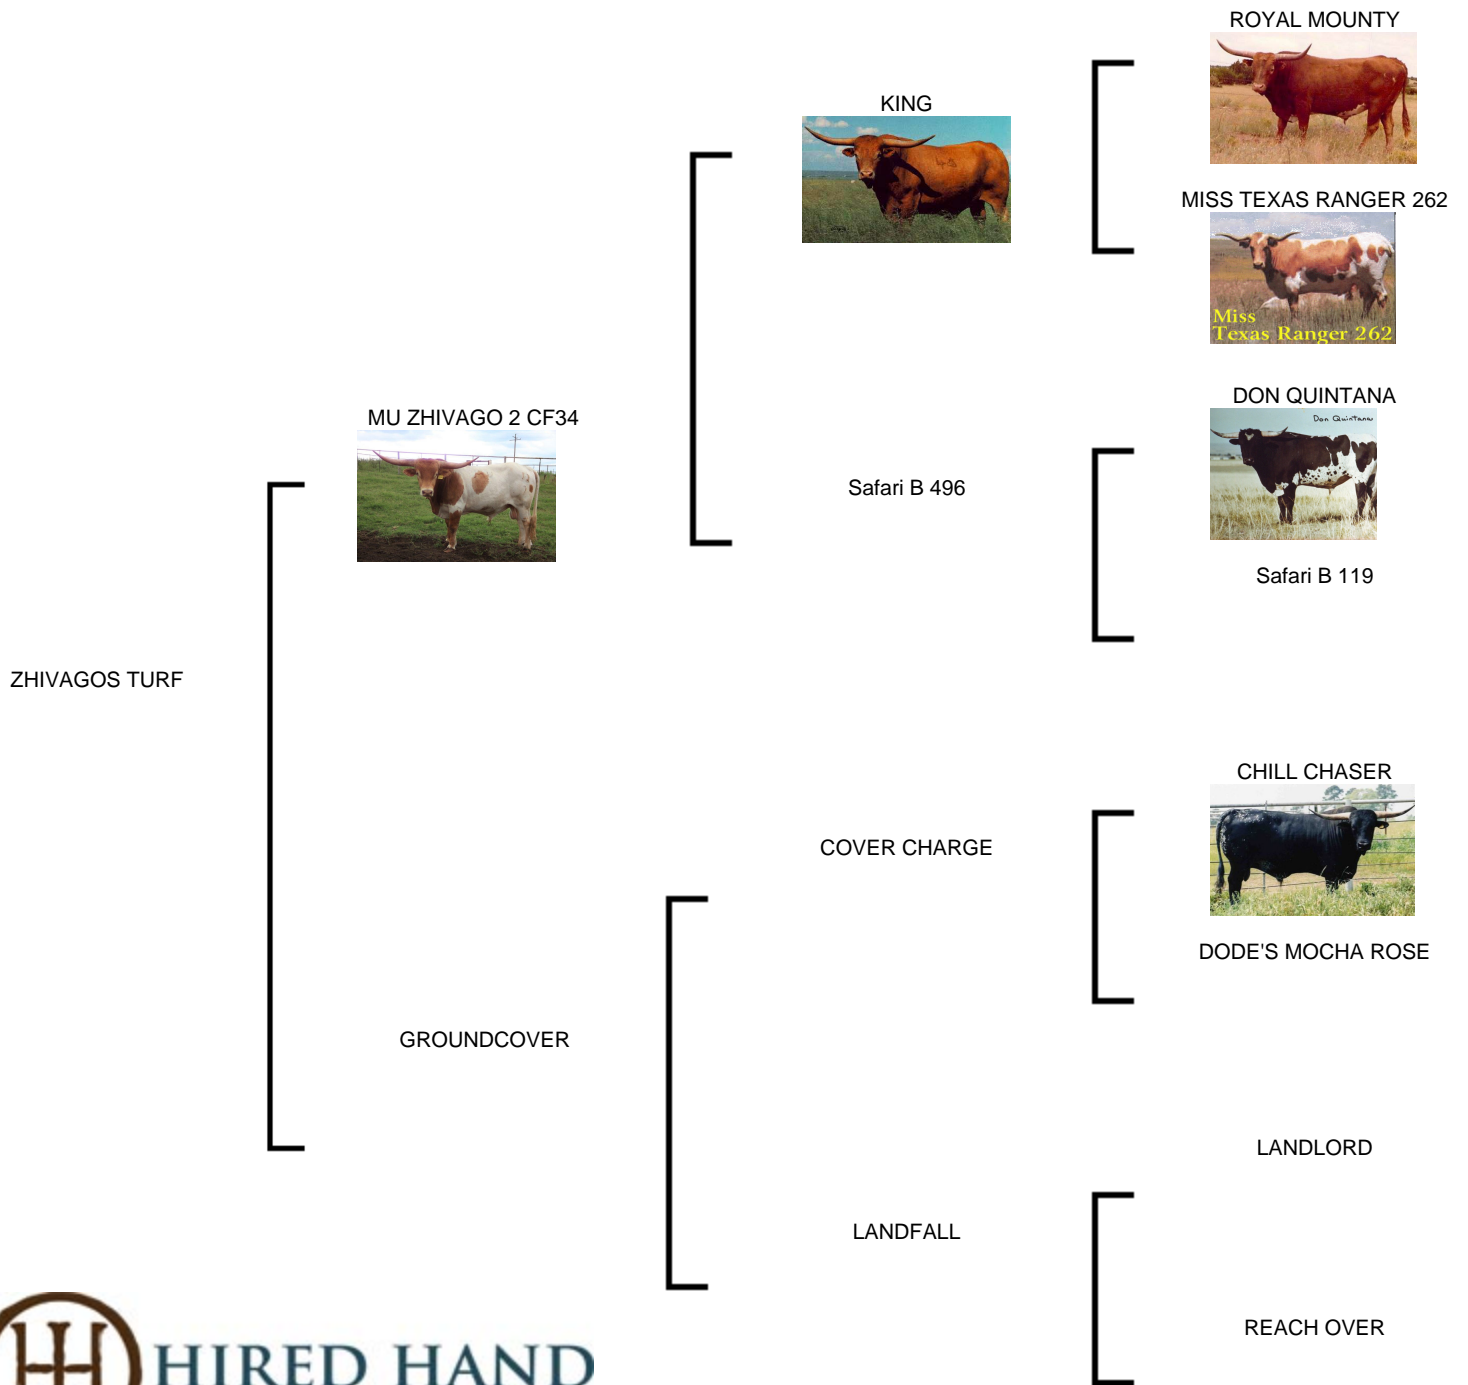 ROYAL MOUNTY
KING
MISS TEXAS RANGER 262
Miss
Texas Ranger 262
DON QUINTANA
Don Quintana
MU ZHIVAGO 2 CF34
Safari B 496
Safari B 119
ZHIVAGOS TURF
CHILL CHASER
COVER CHARGE
DODE'S MOCHA ROSE
GROUNDCOVER
LANDLORD
LANDFALL
REACH OVER
HIRED HAND